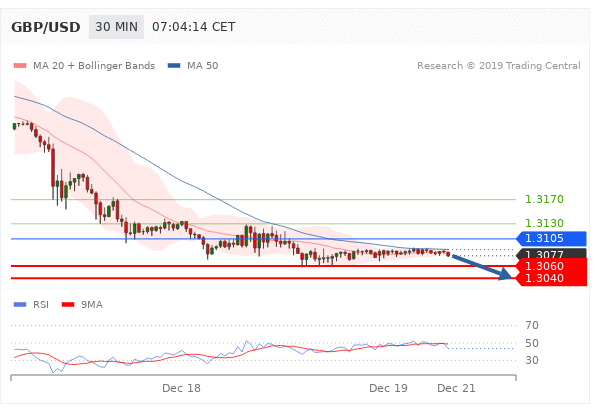 GBP/USD 30 MIN 07:04:14 CET
MA 20 + Bollinger Bands MA 50 Research © 2019 Trading Central
1.3170
1.3130
1.3105
1.3077
1.3060
1.3040
RSI 9MA
70
50
30
Dec 18 Dec 19 Dec 21